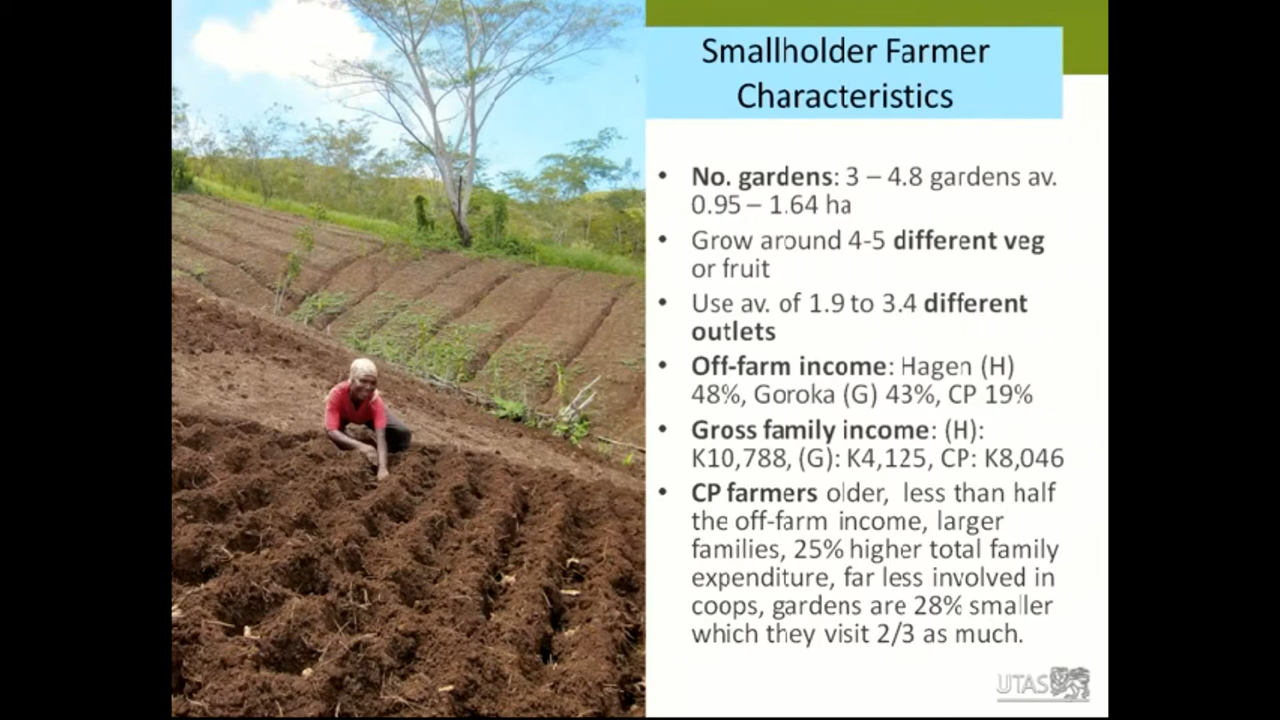 Smallholder Farmer
Characteristics
• No. gardens: 3 – 4.8 gardens av.
0.95 – 1.64 ha
• Grow around 4-5 different veg
or fruit
• Use av. of 1.9 to 3.4 different
outlets
• Off-farm income: Hagen (H)
48%, Goroka (G) 43%, CP 19%
• Gross family income: (H):
K10,788, (G): K4,125, CP: K8,046
• CP farmers older, less than half
the off-farm income, larger
families, 25% higher total family
expenditure, far less involved in
coops, gardens are 28% smaller
which they visit 2/3 as much.
UTAS